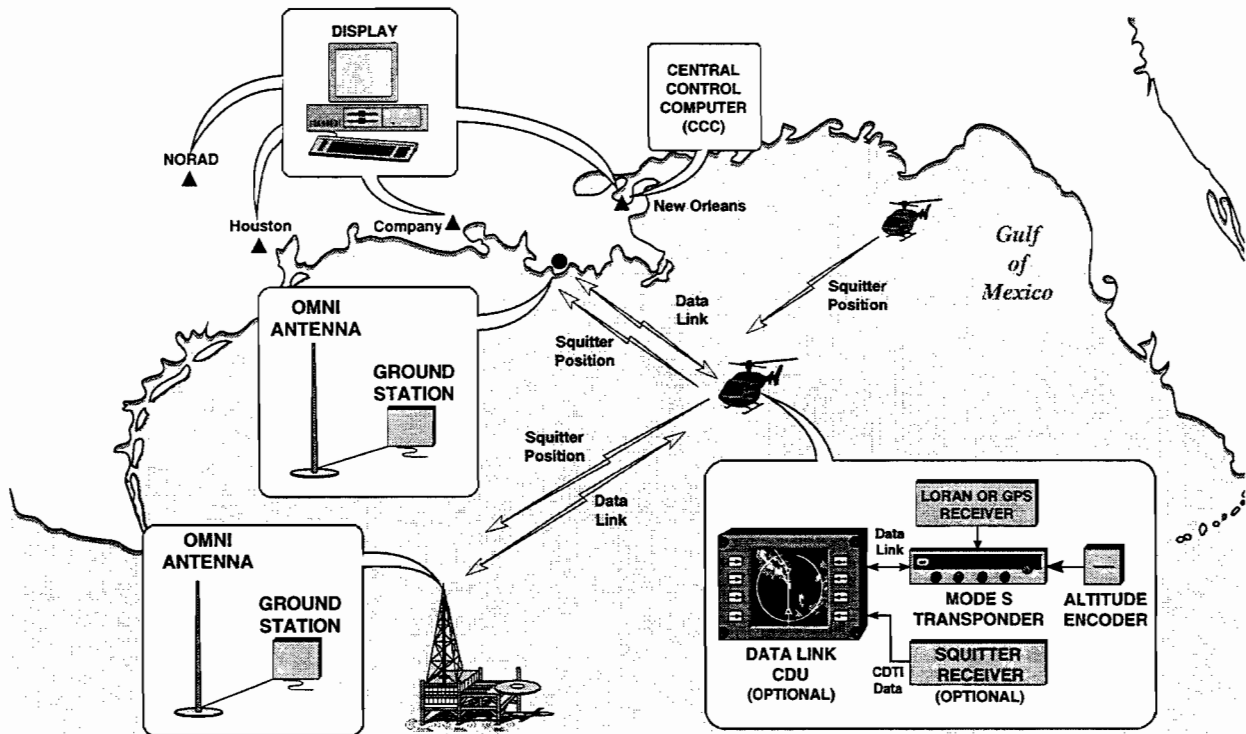 DISPLAY
CENTRAL
CONTROL
COMPUTER
(CCC)
NORAD
Houston
Company
New Orleans
Gulf
of
Mexico
Squitter
Position
Data
Link
Squitter
Position
OMNI
ANTENNA
GROUND
STATION
Squitter
Position
Data
Link
OMNI
ANTENNA
GROUND
STATION
LORAN OR GPS
RECEIVER
Data
Link
MODE S
TRANSPONDER
ALTITUDE
ENCODER
DATA LINK
CDU
(OPTIONAL)
CDTI
Data
SQUITTER
RECEIVER
(OPTIONAL)